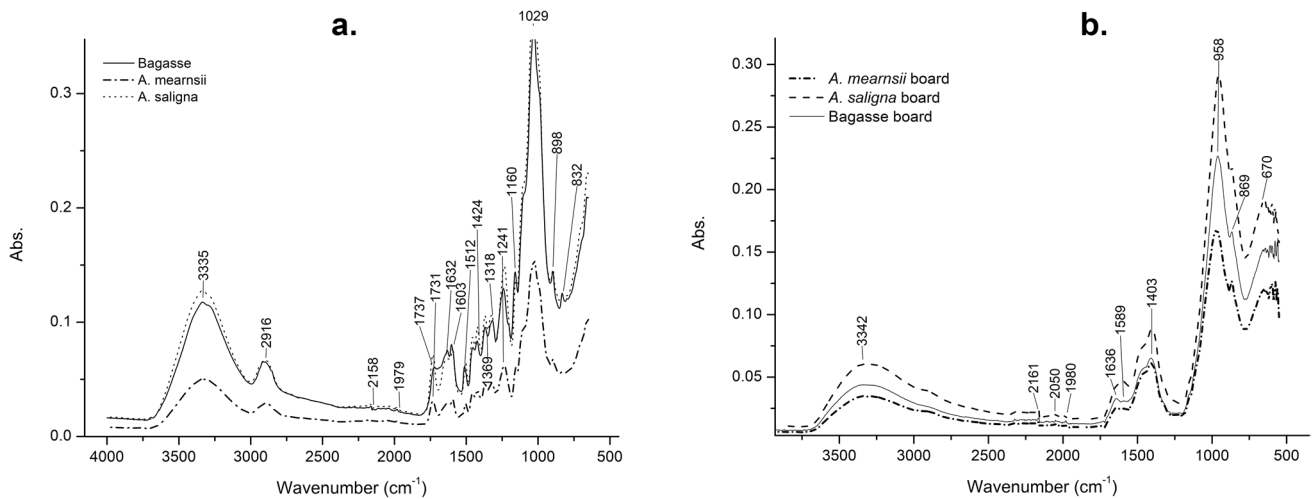 a.
1029
Bagasse
A. mearnsii
A. saligna
0.3
0.2
0.1
0.0
Abs.
3335
2916
2158
1979
1737
1731
1632
1603
1512
1424
1369
1318
1241
1160
898
832
4000 3500 3000 2500 2000 1500 1000 500
Wavenumber (cm⁻¹)
b.
A. mearnsii board
A. saligna board
Bagasse board
0.30
0.25
0.20
0.15
0.10
0.05
Abs.
3342
2161
2050
1980
1636
1589
1403
958
869
670
3500 3000 2500 2000 1500 1000 500
Wavenumber (cm⁻¹)